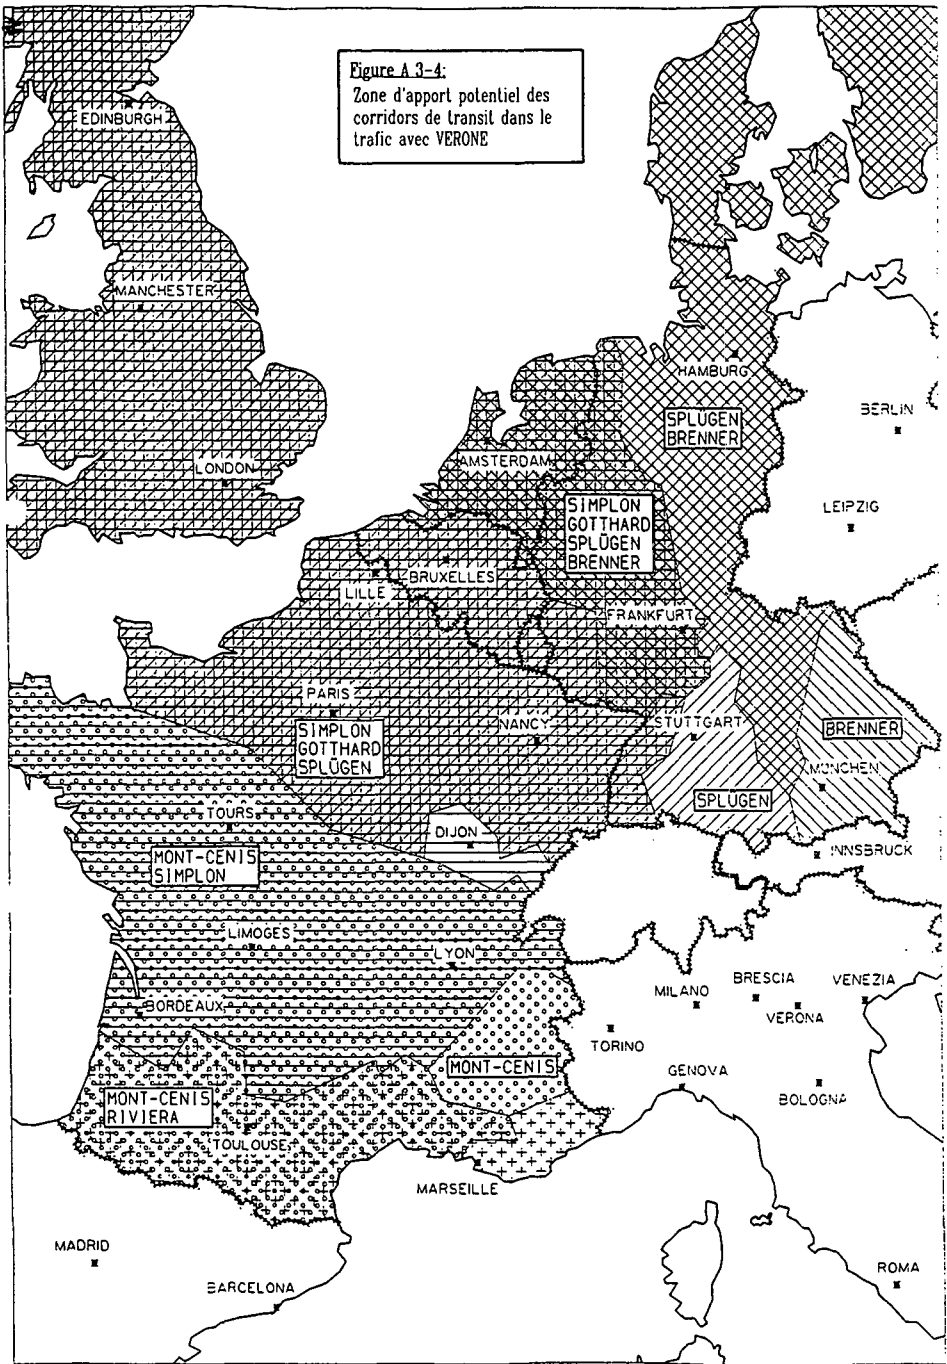 Figure A 3-4:
Zone d'apport potentiel des
corridors de transit dans le
trafic avec VERONE
EDINBURGH
MANCHESTER
LONDON
HAMBURG
BERLIN
SPLÜGEN
BRENNER
AMSTERDAM
LEIPZIG
SIMPLON
GOTTHARD
SPLÜGEN
BRENNER
BRUXELLES
LILLE
FRANKFURT
PARIS
NANCY
STUTTGART
BRENNER
SIMPLON
GOTTHARD
SPLÜGEN
MÜNCHEN
SPLÜGEN
TOURS
DIJON
INNSBRUCK
MONT-CENIS
SIMPLON
LIMOGES
LYON
BORDEAUX
MILANO
BRESCIA
VENEZIA
VERONA
TORINO
MONT-CENIS
GENOVA
BOLOGNA
MONT-CENIS
RIVIERA
TOULOUSE
MARSEILLE
MADRID
BARCELONA
ROMA